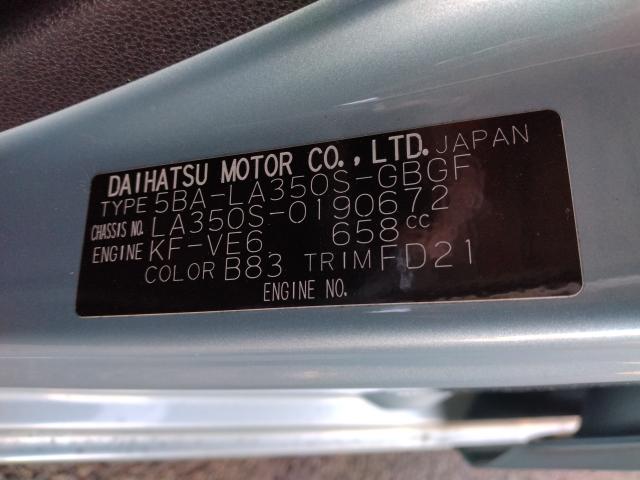 DAIHATSU MOTOR CO., LTD. JAPAN
TYPE 5BA-LA350S-GBGF
CHASSIS NO. LA350S-0190672
ENGINE KF-VE6 658cc
COLOR B83 TRIM FD21
ENGINE NO.